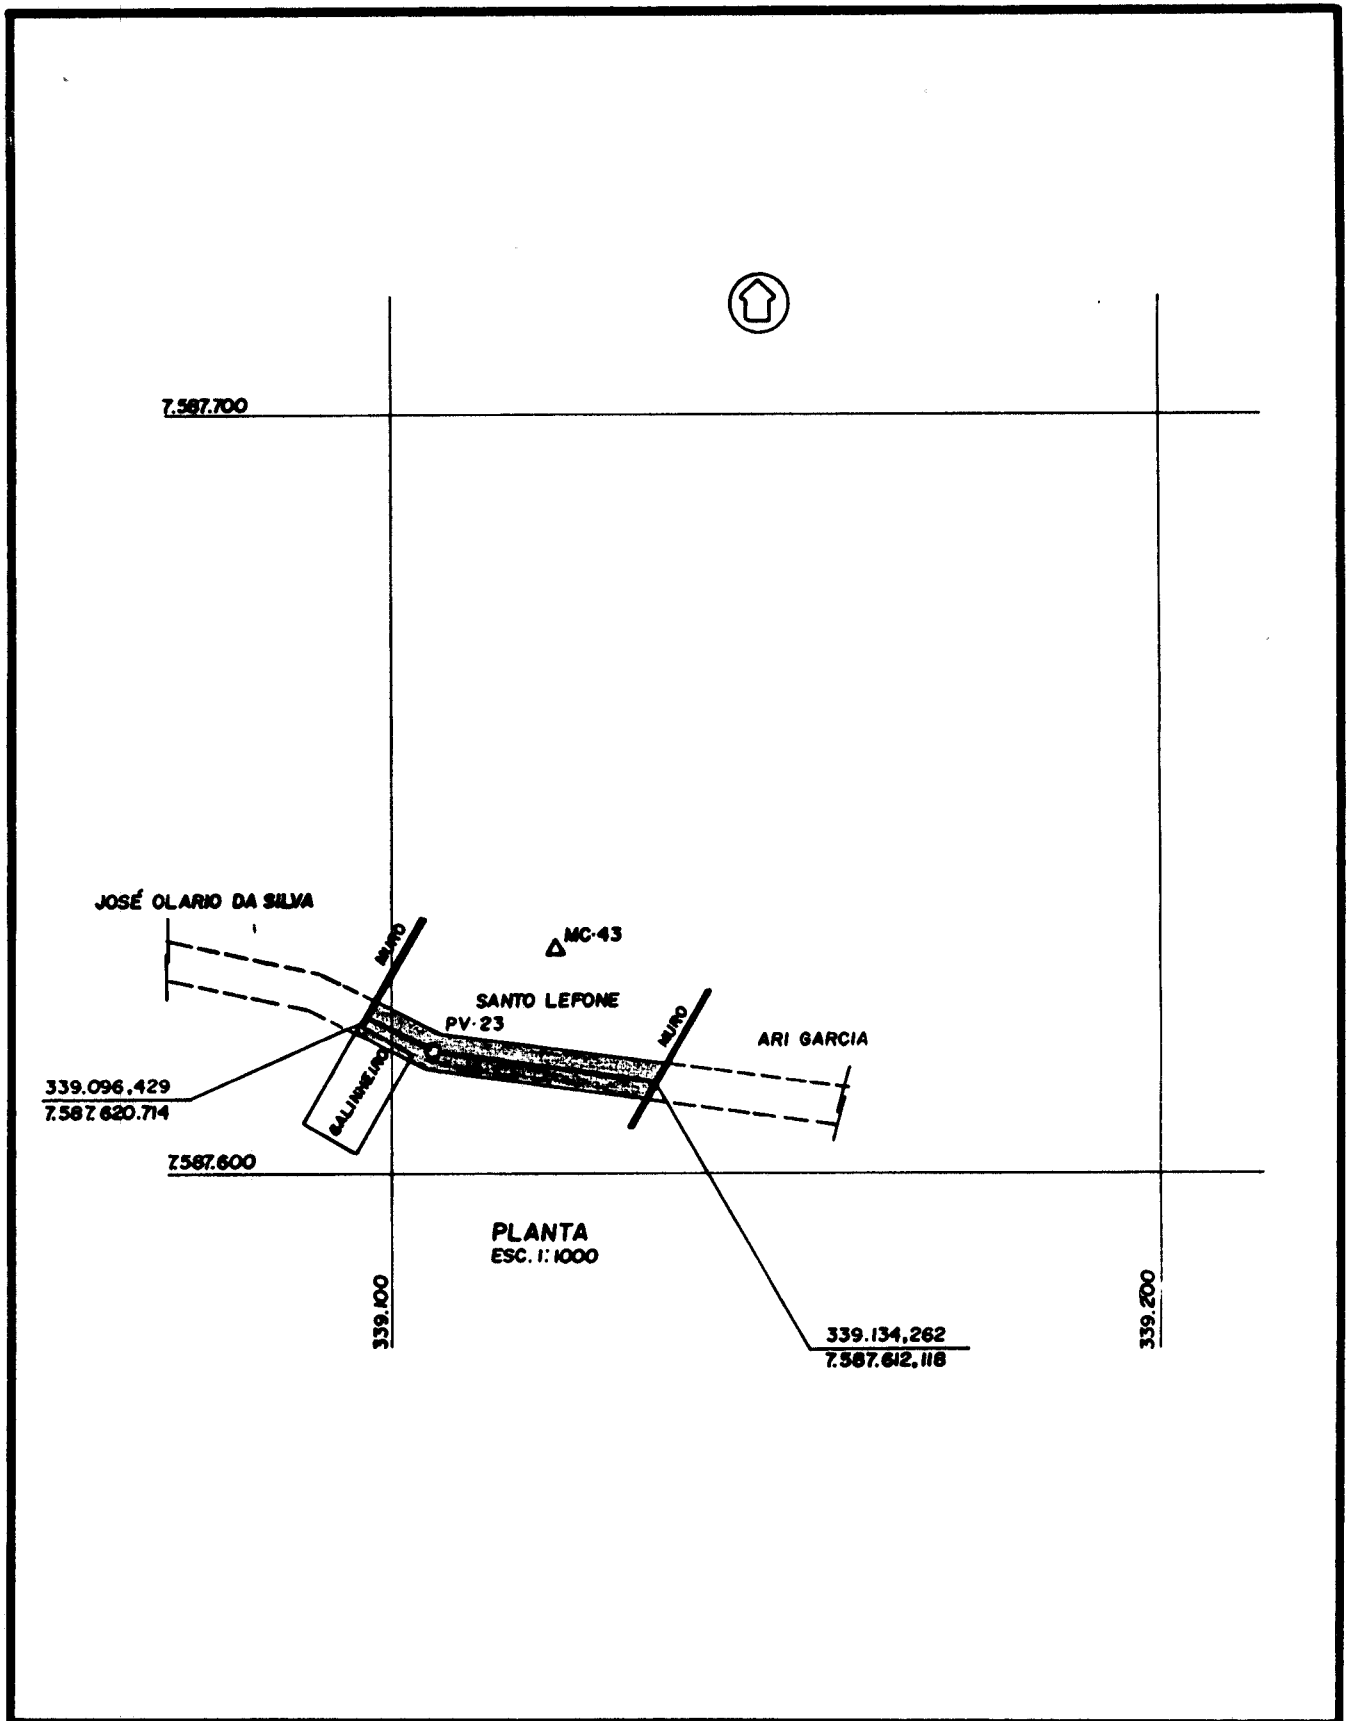 7.587.700
JOSÉ OLARIO DA SILVA
MURO
MC-43
SANTO LEFONE
PV-23
MURO
ARI GARCIA
GALINHEIRO
339.096,429
7.587.620.714
7.587.600
PLANTA
ESC. 1:1000
339.100
339.200
339.134,262
7.587.612,118